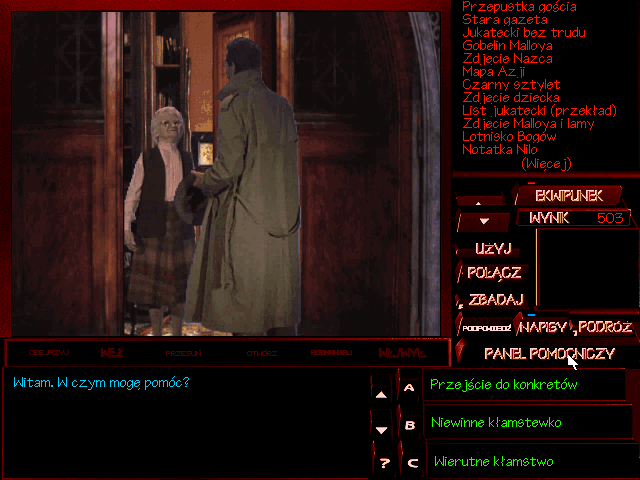 Przepustka gościa
Stara gazeta
Jukatecki bez trudu
Gobelin Malloya
Zdjęcie Nazca
Mapa Azji
Czarny sztylet
Zdjęcie dziecka
List jukatecki (przekład)
Zdjęcie Malloya i lamy
Lotnisko Bogów
Notatka Nilo
(Więcej)
EKWIPUNEK
WYNIK 503
UŻYJ
POŁĄCZ
ZBADAJ
PODPOWIEDŹ NAPISY PODRÓŻ
PANEL POMOCNICZY
OTWÓRZ
Witam. W czym mogę pomóc?
A Przejście do konkretów
B Niewinne kłamstewko
? C Wierutne kłamstwo